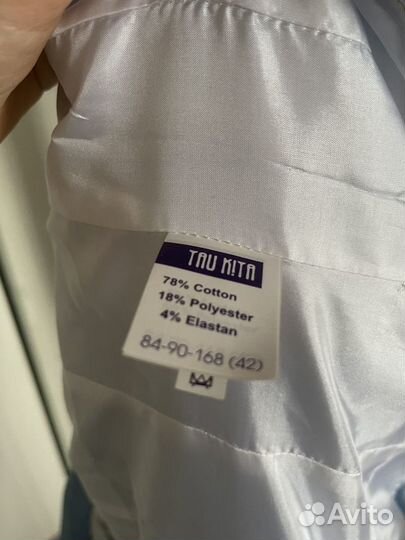 TAU KITA
78% Cotton
18% Polyester
4% Elastan
84-90-168 (42)
Avito